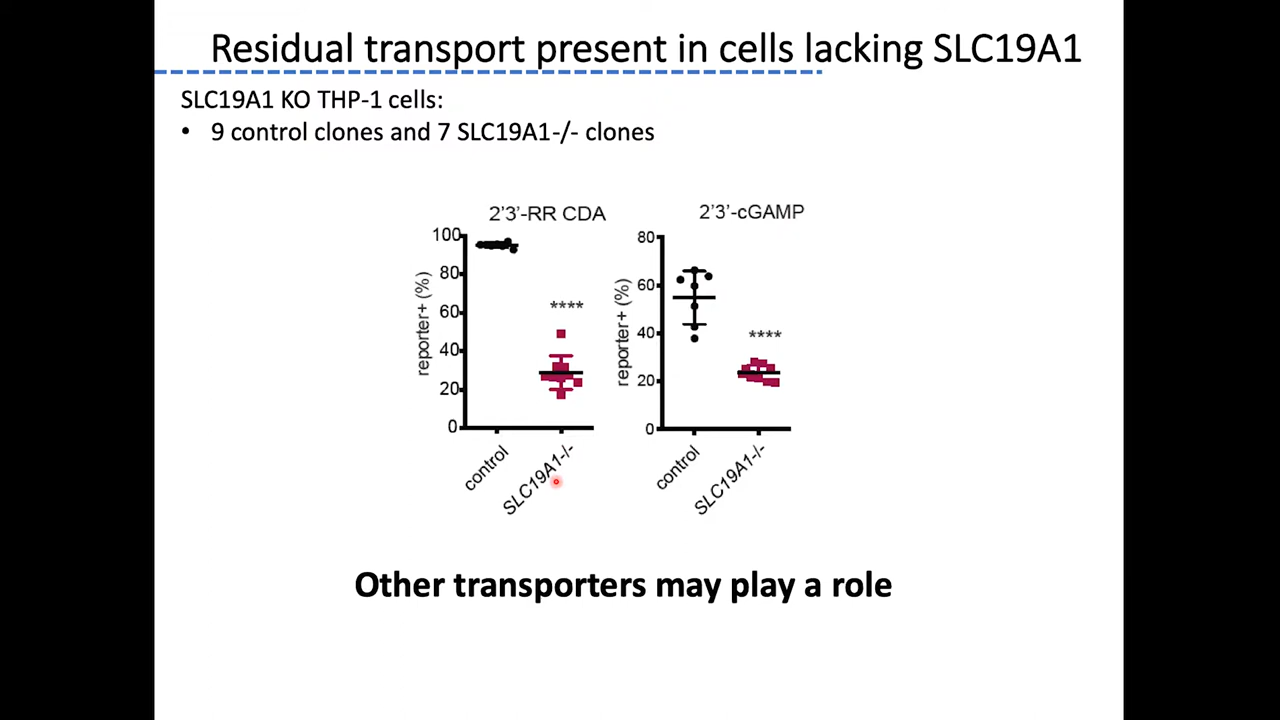 Residual transport present in cells lacking SLC19A1
SLC19A1 KO THP-1 cells:
• 9 control clones and 7 SLC19A1-/- clones
2'3'-RR CDA
2'3'-cGAMP
reporter+ (%)
100
80
60
40
20
0
****
control
SLC19A1-/-
reporter+ (%)
80
60
40
20
0
****
control
SLC19A1-/-
Other transporters may play a role